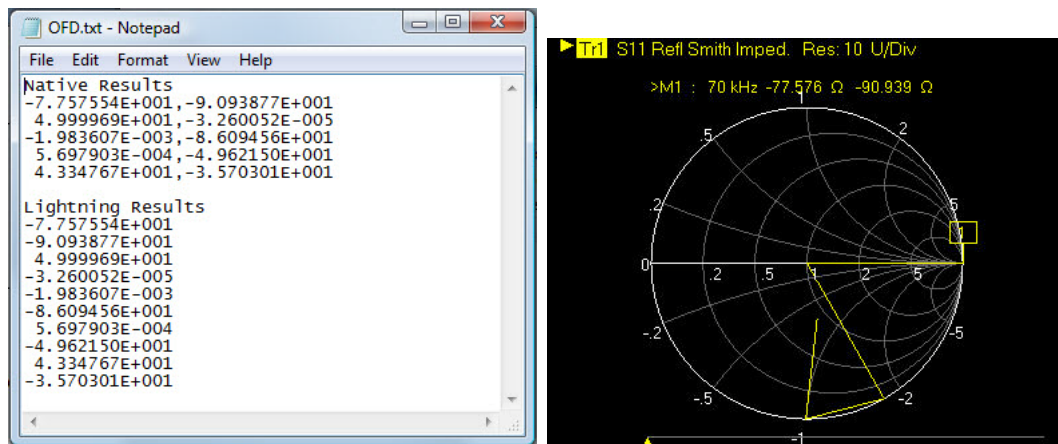 OFD.txt - Notepad
File Edit Format View Help
Native Results
-7.757554E+001,-9.093877E+001
4.999969E+001,-3.260052E-005
-1.983607E-003,-8.609456E+001
5.697903E-004,-4.962150E+001
4.334767E+001,-3.570301E+001
Lightning Results
-7.757554E+001
-9.093877E+001
4.999969E+001
-3.260052E-005
-1.983607E-003
-8.609456E+001
5.697903E-004
-4.962150E+001
4.334767E+001
-3.570301E+001
Tr1 S11 Refl Smith Imped. Res: 10 U/Div
>M1 : 70 kHz -77.576 Ω -90.939 Ω
1
.5
2
.2
5
1
0
.2
.5
1
2
5
-.2
-5
-.5
-2
-1